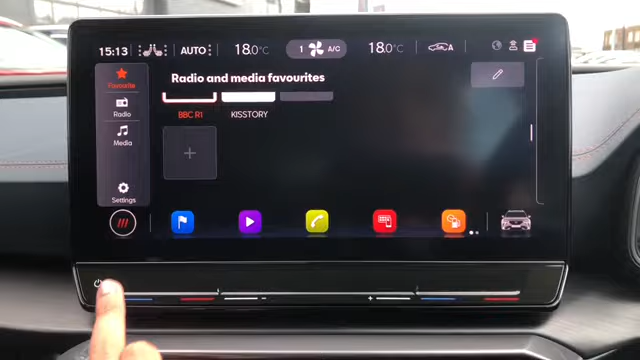 15:13 AUTO 18.0°C 1 A/C 18.0°C A
Favourite
Radio and media favourites
Radio
BBC R1 KISSTORY
Media
+
Settings
− +